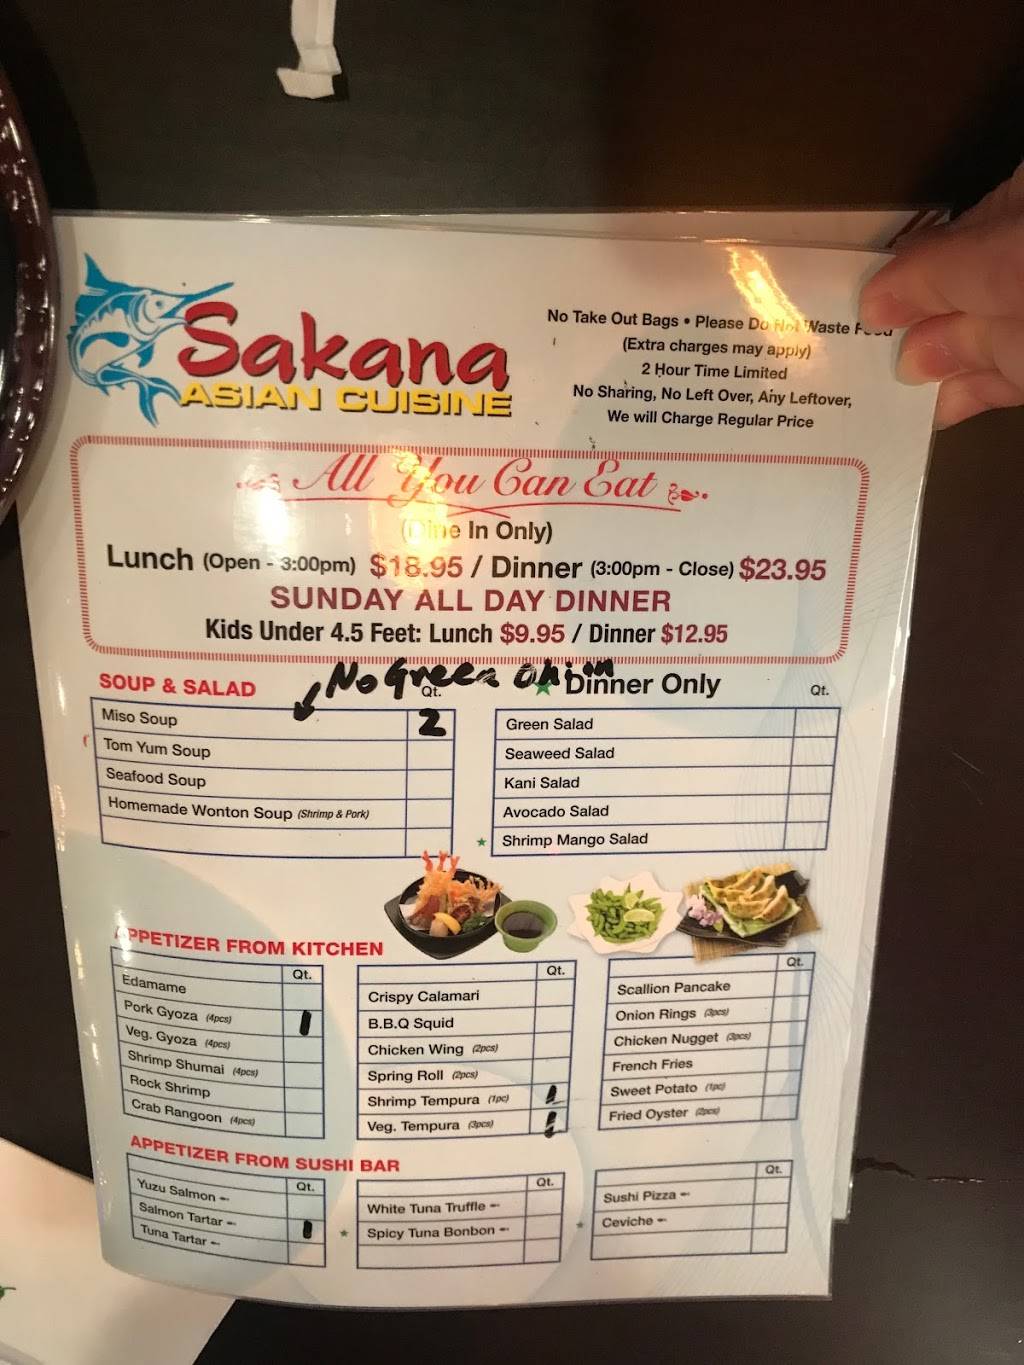 Sakana
ASIAN CUISINE
No Take Out Bags • Please Do Not Waste Food
(Extra charges may apply)
2 Hour Time Limited
No Sharing, No Left Over, Any Leftover,
We will Charge Regular Price
All You Can Eat
(Dine In Only)
Lunch (Open - 3:00pm) $18.95 / Dinner (3:00pm - Close) $23.95
SUNDAY ALL DAY DINNER
Kids Under 4.5 Feet: Lunch $9.95 / Dinner $12.95
No Green Onion
★ Dinner Only
SOUP & SALAD
Qt.
Miso Soup 2
Tom Yum Soup
Seafood Soup
Homemade Wonton Soup (Shrimp & Pork)
Qt.
Green Salad
Seaweed Salad
Kani Salad
Avocado Salad
★ Shrimp Mango Salad
APPETIZER FROM KITCHEN
Qt.
Edamame
Pork Gyoza (4pcs) 1
Veg. Gyoza (4pcs)
Shrimp Shumai (4pcs)
Rock Shrimp
Crab Rangoon (4pcs)
Qt.
Crispy Calamari
B.B.Q Squid
Chicken Wing (2pcs)
Spring Roll (2pcs)
Shrimp Tempura (1pc) 1
Veg. Tempura (3pcs) 1
Qt.
Scallion Pancake
Onion Rings (3pcs)
Chicken Nugget (3pcs)
French Fries
Sweet Potato (1pc)
Fried Oyster (2pcs)
APPETIZER FROM SUSHI BAR
Qt.
Yuzu Salmon
Salmon Tartar 1
Tuna Tartar
Qt.
White Tuna Truffle
★ Spicy Tuna Bonbon
Qt.
Sushi Pizza
★ Ceviche